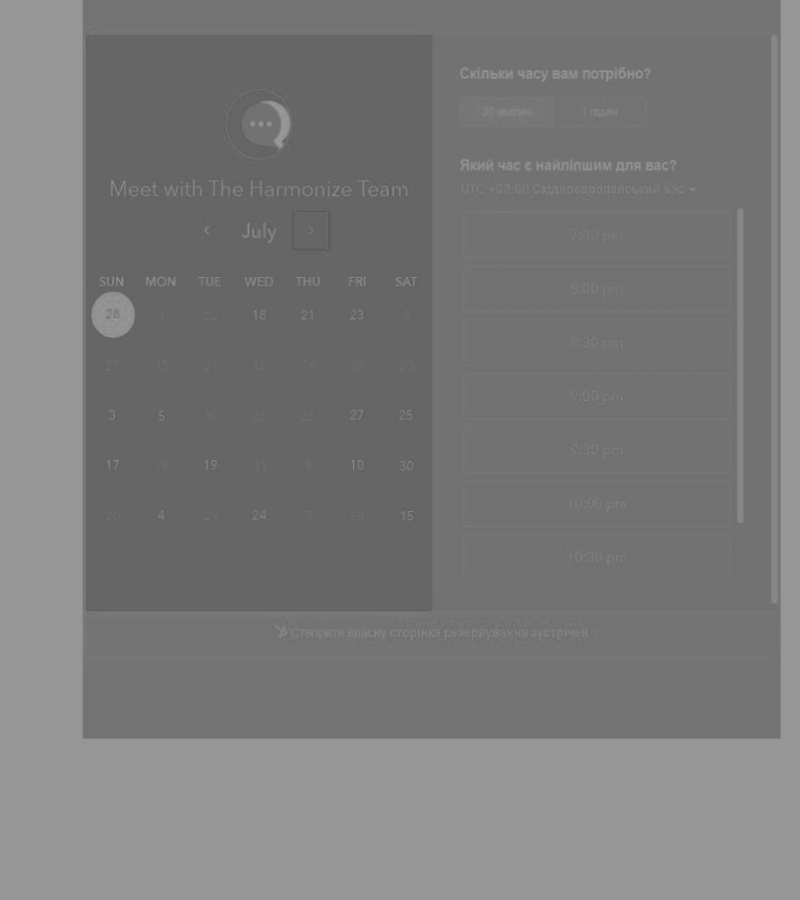 Meet with The Harmonize Team
July
SUN MON TUE WED THU FRI SAT
28 1 22 18 21 23 6
27 15 21 12 16 29 20
3 5 30 25 25 27 25
17 19 19 31 8 10 30
20 4 29 24 3 28 15
Скільки часу вам потрібно?
30 хвилин 1 годин
Який час є найліпшим для вас?
UTC +02:00 Східноєвропейський час
7:30 pm
8:00 pm
8:30 pm
9:00 pm
9:30 pm
10:00 pm
10:30 pm
Створити власну сторінка резервування зустрічей